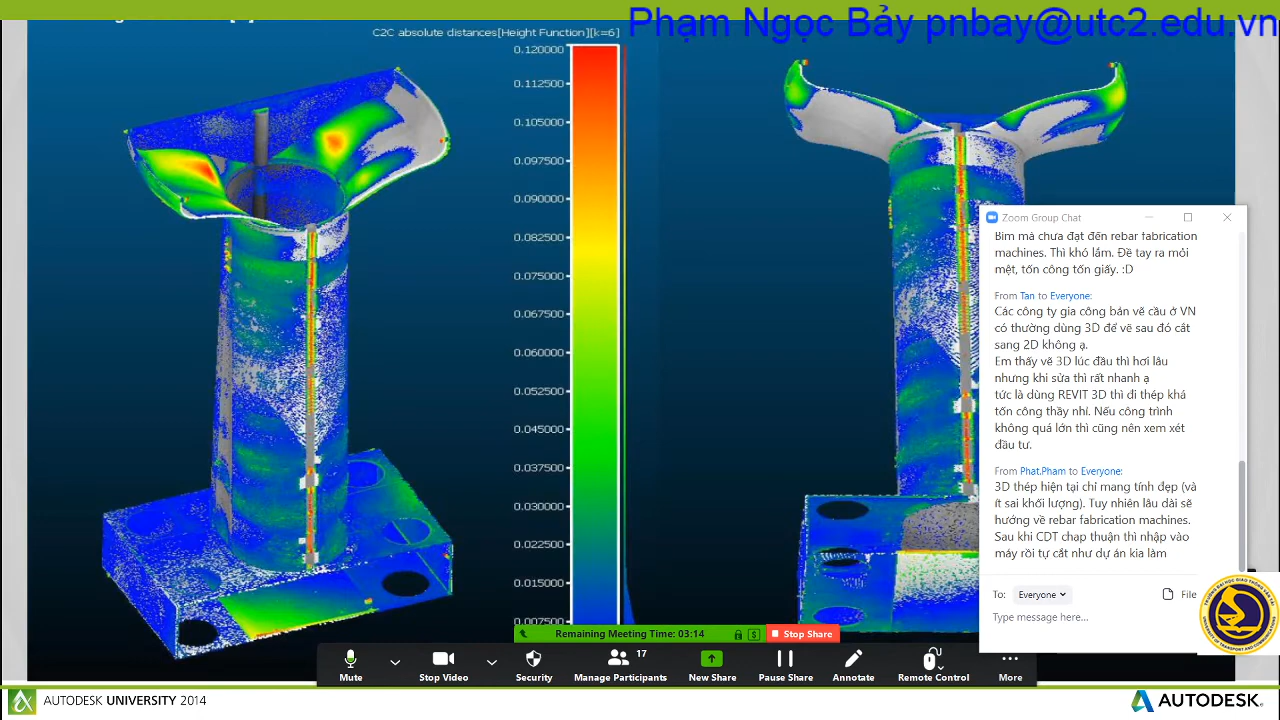 Phạm Ngọc Bảy pnbay@utc2.edu.vn
C2C absolute distances[Height Function][k=6]
0.120000
0.112500
0.105000
0.097500
0.090000
0.082500
0.075000
0.067500
0.060000
0.052500
0.045000
0.037500
0.030000
0.022500
0.015000
0.007500
Zoom Group Chat
Bim mà chưa đạt đến rebar fabrication
machines. Thì khó lắm. Đề tay ra mỏi
mệt, tốn công tốn giấy. :D
From Tan to Everyone:
Các công ty gia công bản vẽ cầu ở VN
có thường dùng 3D để vẽ sau đó cắt
sang 2D không ạ.
Em thấy vẽ 3D lúc đầu thì hơi lâu
nhưng khi sửa thì rất nhanh ạ
tức là dùng REVIT 3D thì đi thép khá
tốn công thầy nhỉ. Nếu công trình
không quá lớn thì cũng nên xem xét
đầu tư.
From Phat.Pham to Everyone:
3D thép hiện tại chỉ mang tính đẹp (và
ít sai khối lượng). Tuy nhiên lâu dài sẽ
hướng về rebar fabrication machines.
Sau khi CDT chap thuận thì nhập vào
máy rồi tự cắt như dự án kia làm
To: Everyone
File
Type message here...
Remaining Meeting Time: 03:14
Stop Share
17
Mute
Stop Video
Security
Manage Participants
New Share
Pause Share
Annotate
Remote Control
More
AUTODESK UNIVERSITY 2014
AUTODESK.